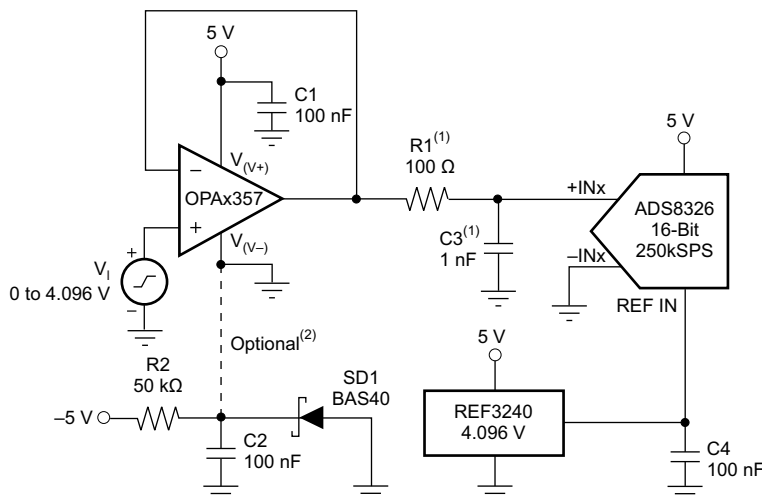 5 V
C1
100 nF
V(V+)
−
OPAx357
+
V(V−)
+
VI
0 to 4.096 V
−
R1(1)
100 Ω
C3(1)
1 nF
5 V
+INx
ADS8326
16-Bit
250kSPS
−INx
REF IN
Optional(2)
R2
50 kΩ
−5 V
SD1
BAS40
C2
100 nF
5 V
REF3240
4.096 V
C4
100 nF